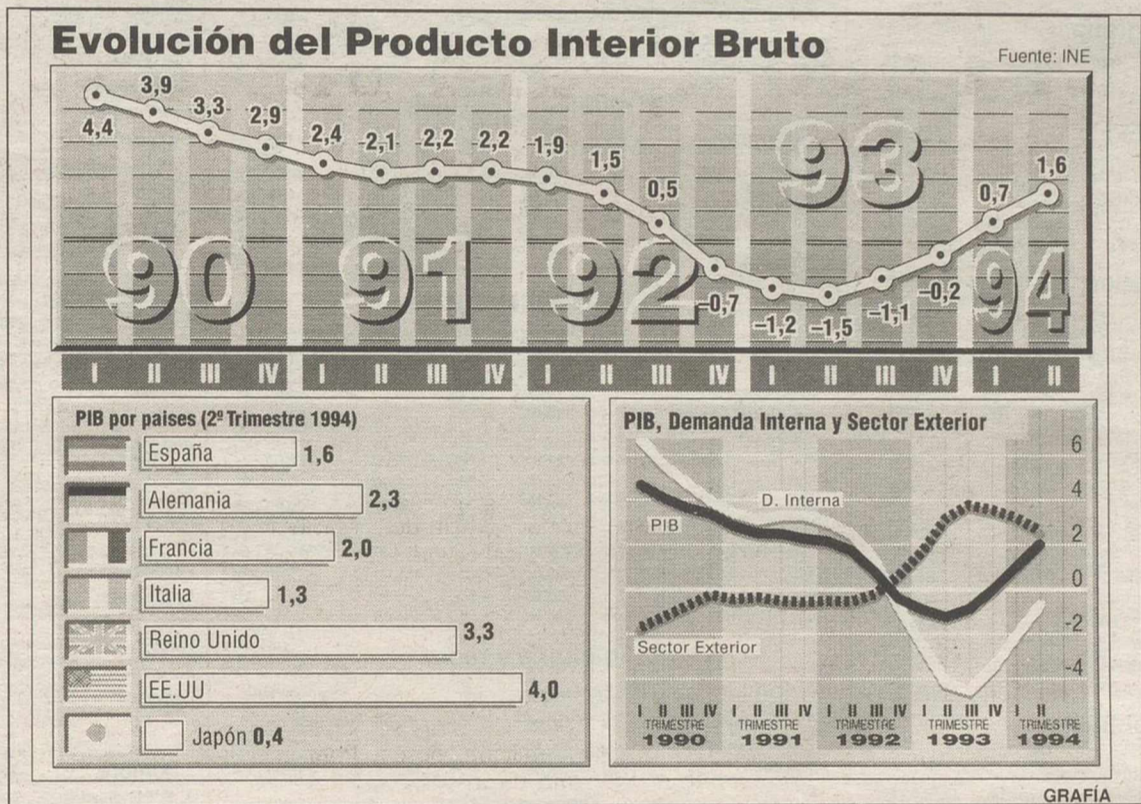 Evolución del Producto Interior Bruto
Fuente: INE
4,4 3,9 3,3 2,9 2,4 2,1 2,2 2,2 1,9 1,5 0,5 –0,7 –1,2 –1,5 –1,1 –0,2 0,7 1,6
90 91 92 93 94
I II III IV I II III IV I II III IV I II III IV I II
PIB por paises (2º Trimestre 1994)
España 1,6
Alemania 2,3
Francia 2,0
Italia 1,3
Reino Unido 3,3
EE.UU 4,0
Japón 0,4
PIB, Demanda Interna y Sector Exterior
6
4
2
0
-2
-4
D. Interna
PIB
Sector Exterior
I II III IV I II III IV I II III IV I II III IV I II
TRIMESTRE TRIMESTRE TRIMESTRE TRIMESTRE TRIMESTRE
1990 1991 1992 1993 1994
GRAFÍA